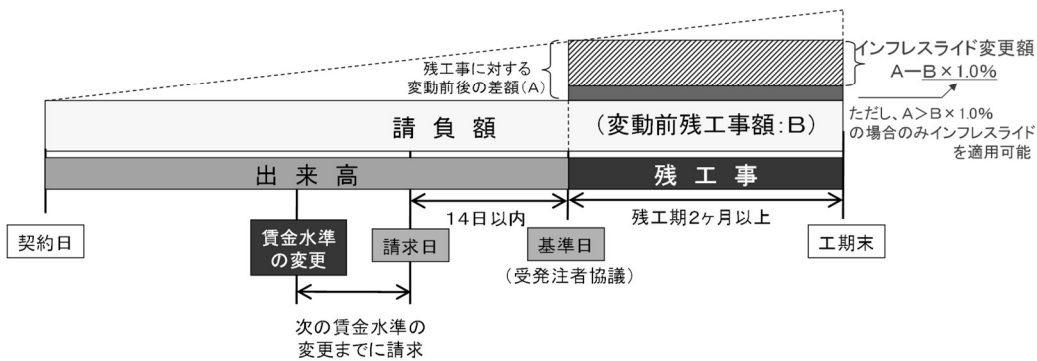 インフレスライド変更額
A－B×1.0%
残工事に対する
変動前後の差額(A)
ただし、A>B×1.0%
の場合のみインフレスライド
を適用可能
請負額
(変動前残工事額:B)
出来高
残工事
14日以内
残工期2ヶ月以上
契約日
賃金水準
の変更
請求日
基準日
(受発注者協議)
工期末
次の賃金水準の
変更までに請求